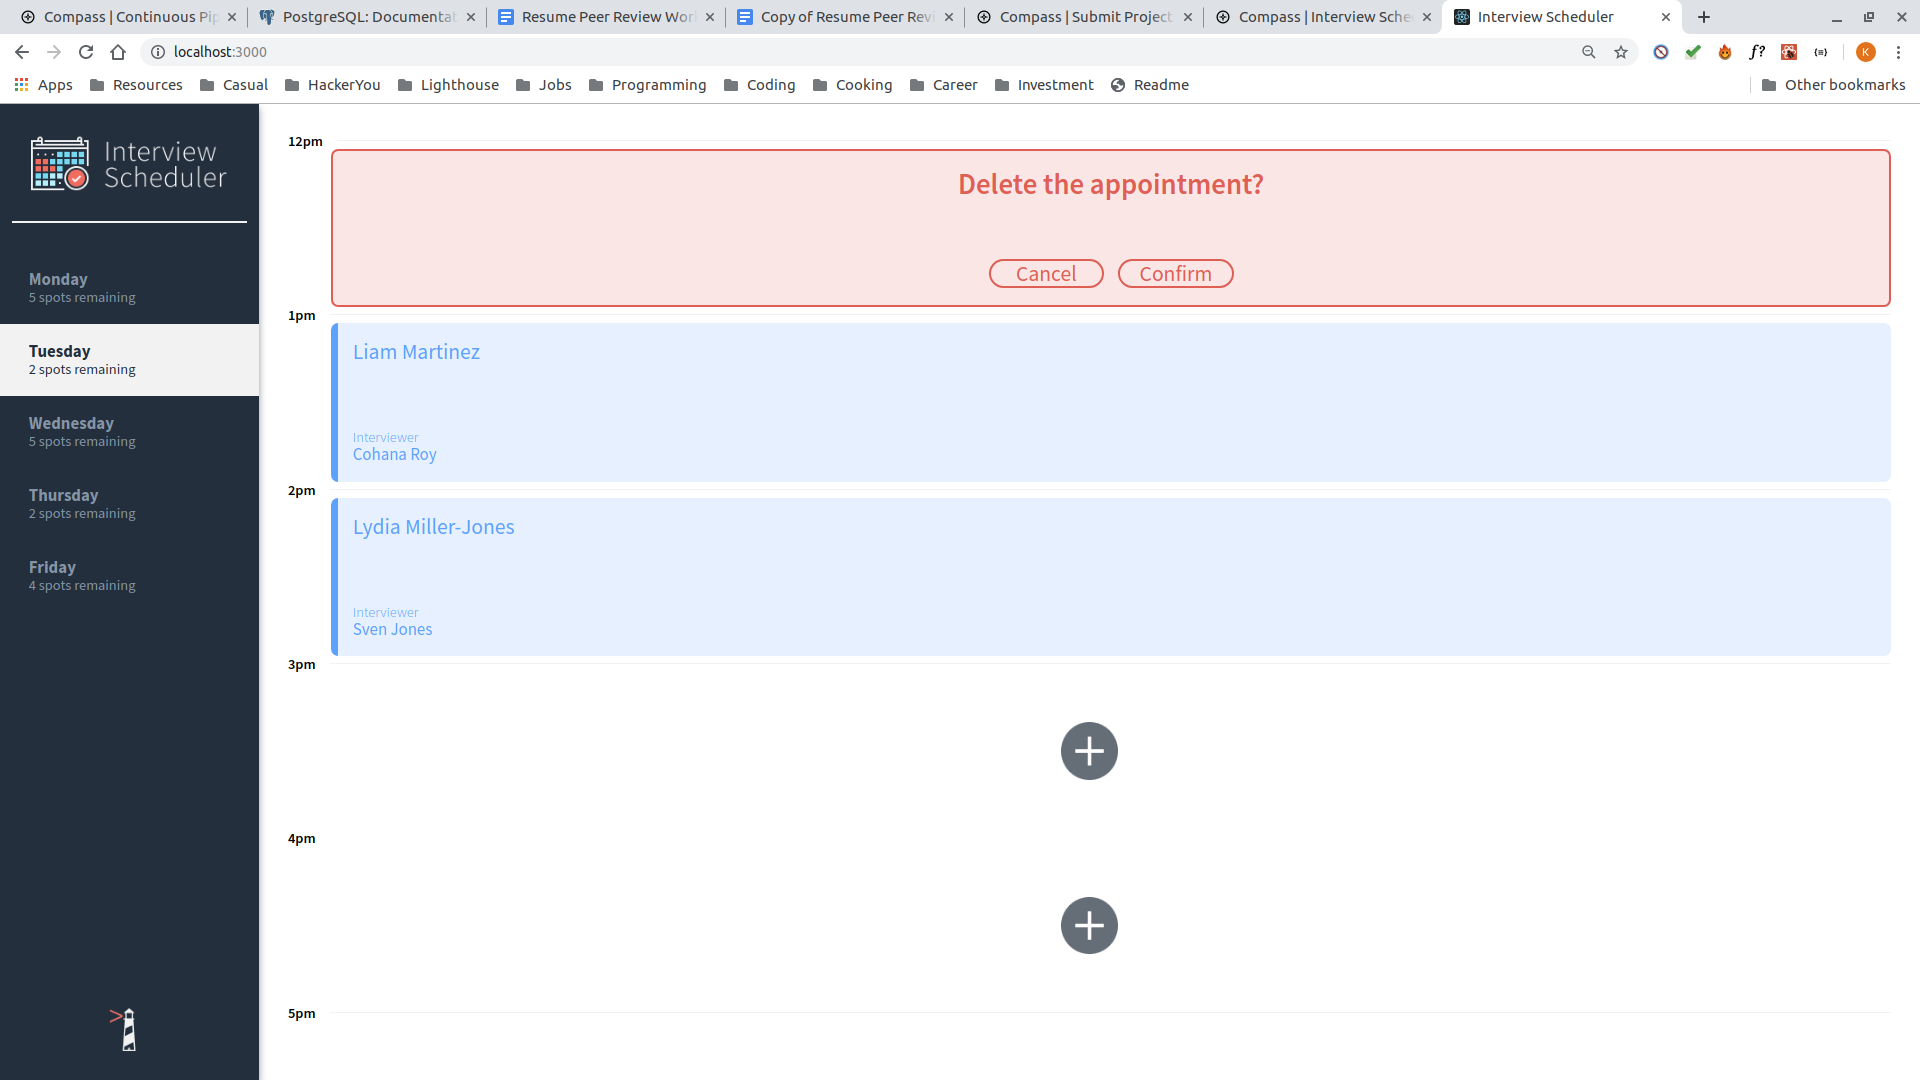 Compass | Continuous Pip
PostgreSQL: Documentat
Resume Peer Review Wor
Copy of Resume Peer Revi
Compass | Submit Project
Compass | Interview Sche
Interview Scheduler
localhost:3000
f?
K
Apps
Resources
Casual
HackerYou
Lighthouse
Jobs
Programming
Coding
Cooking
Career
Investment
Readme
Other bookmarks
Interview
Scheduler
Monday
5 spots remaining
Tuesday
2 spots remaining
Wednesday
5 spots remaining
Thursday
2 spots remaining
Friday
4 spots remaining
12pm
Delete the appointment?
Cancel
Confirm
1pm
Liam Martinez
Interviewer
Cohana Roy
2pm
Lydia Miller-Jones
Interviewer
Sven Jones
3pm
4pm
5pm